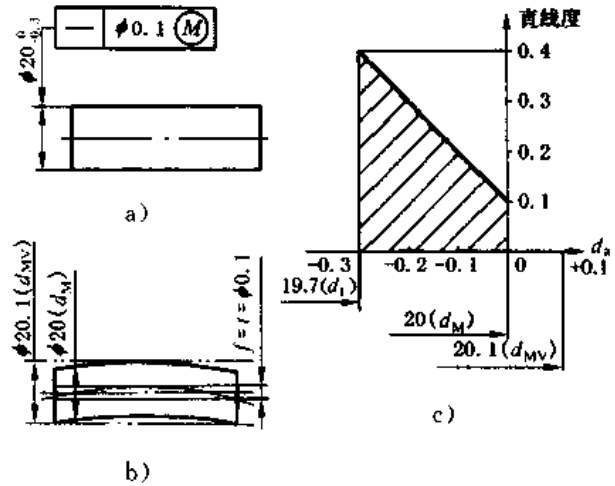 — ϕ0.1 Ⓜ
ϕ20 0 -0.3
a)
ϕ20.1(dMV)
ϕ20(dM)
f=t=ϕ0.1
b)
直线度
0.4
0.3
0.2
0.1
-0.3 -0.2 -0.1 0 +0.1
19.7(dL)
20(dM)
20.1(dMV)
c)